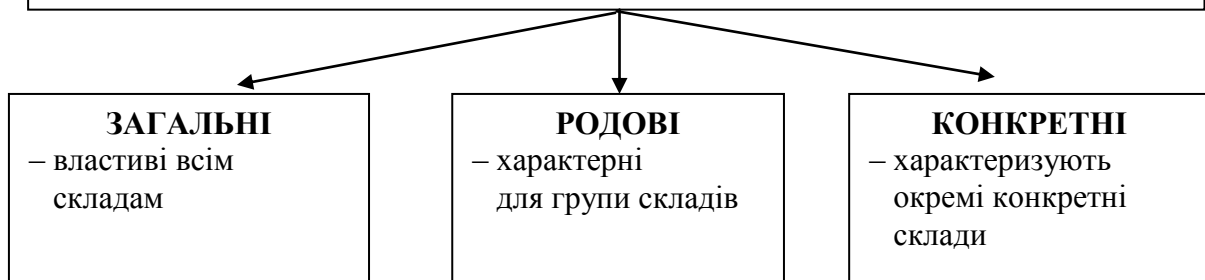 ЗАГАЛЬНІ
– властиві всім
складам
РОДОВІ
– характерні
для групи складів
КОНКРЕТНІ
– характеризують
окремі конкретні
склади